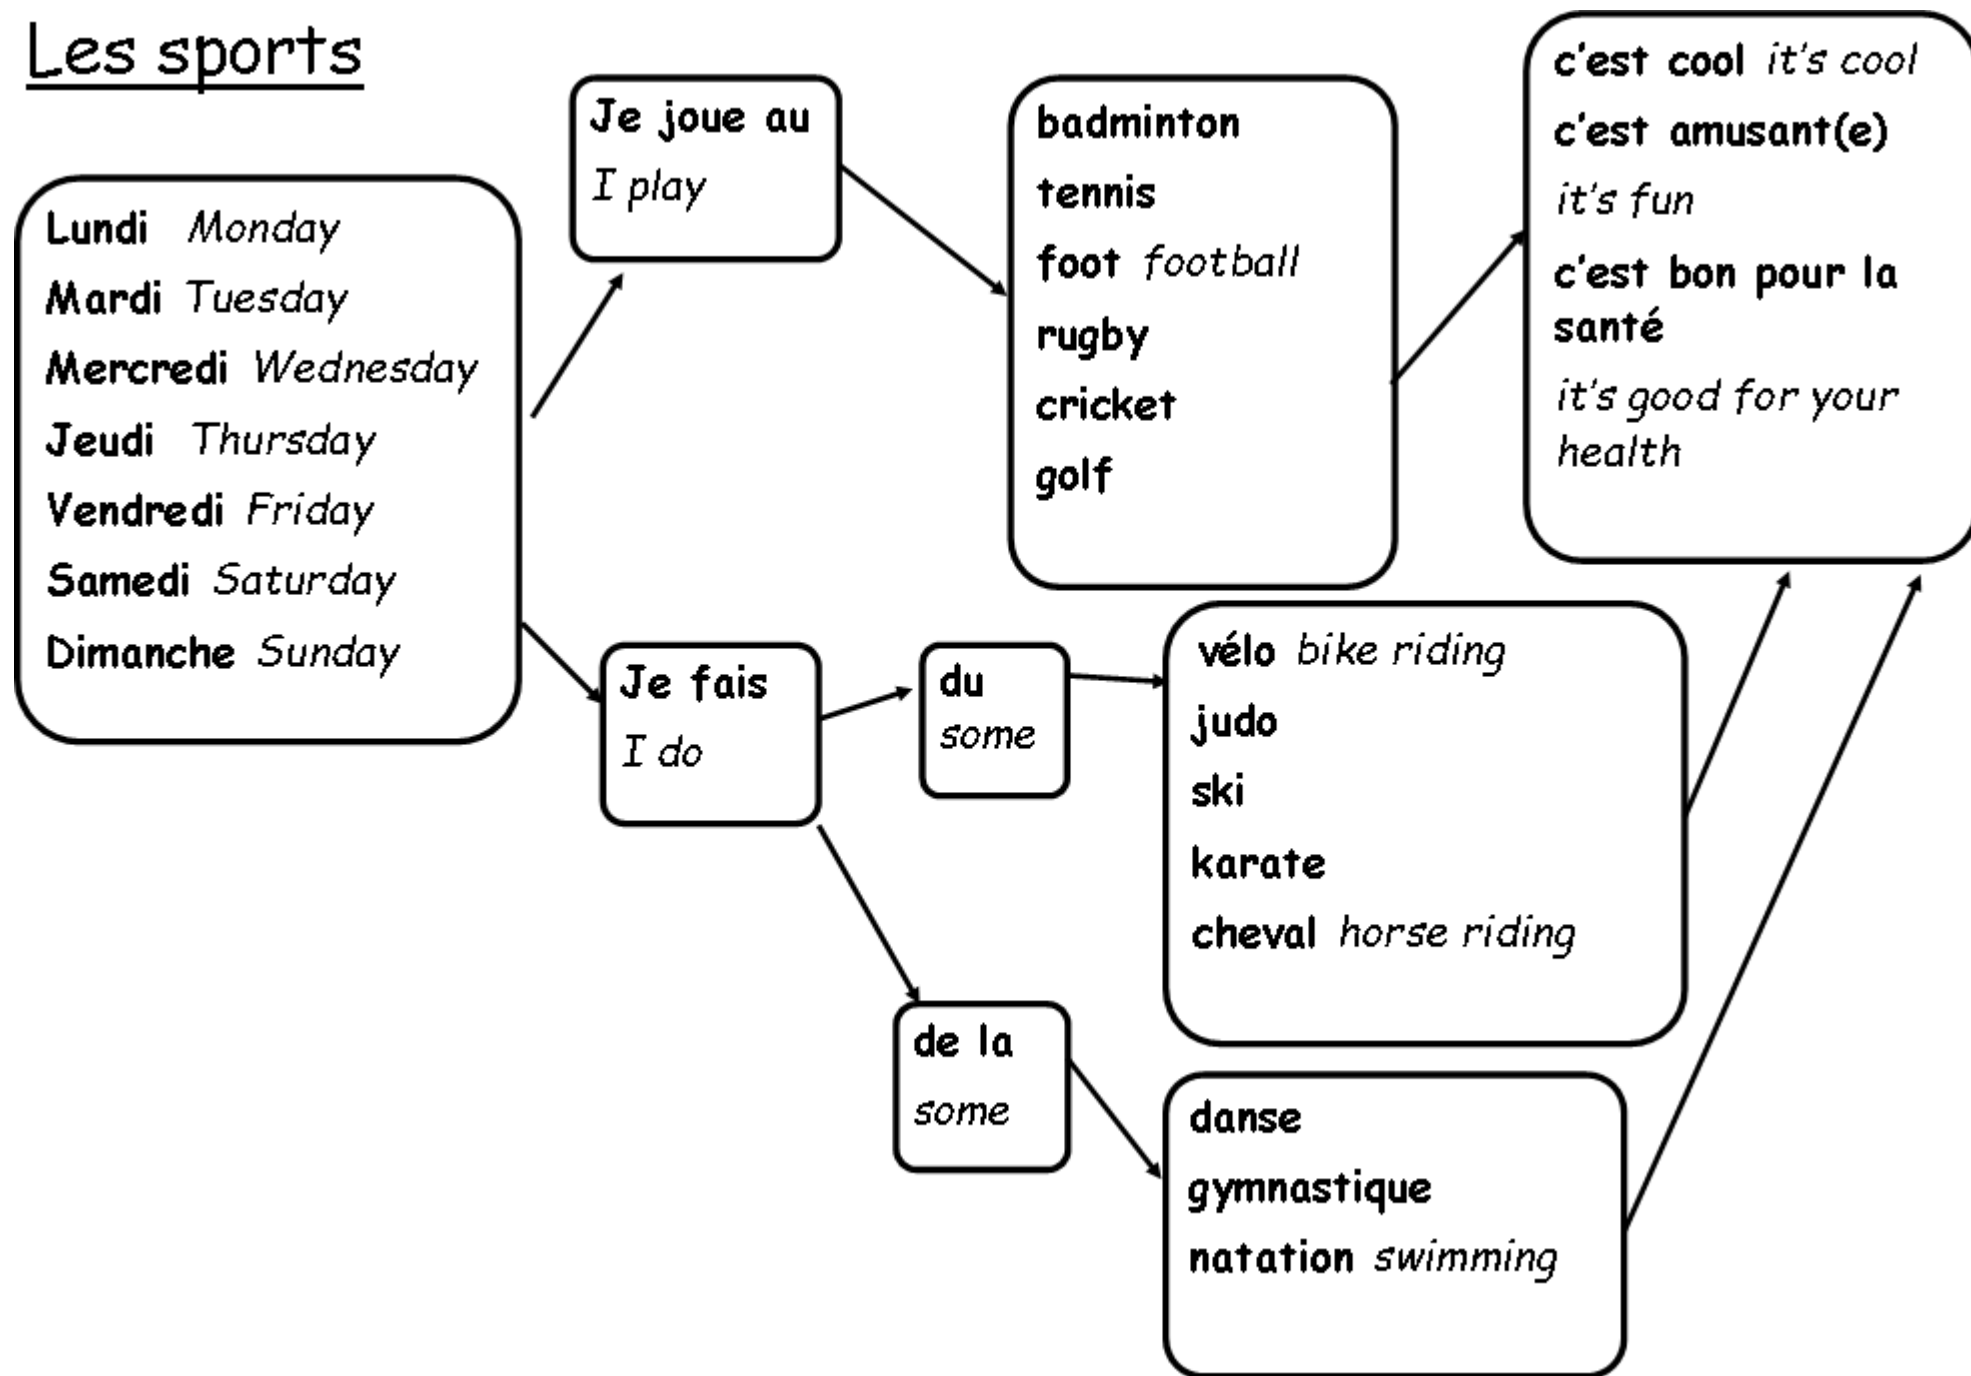 Les sports
Lundi Monday
Mardi Tuesday
Mercredi Wednesday
Jeudi Thursday
Vendredi Friday
Samedi Saturday
Dimanche Sunday
Je joue au
I play
badminton
tennis
foot football
rugby
cricket
golf
c'est cool it's cool
c'est amusant(e)
it's fun
c'est bon pour la
santé
it's good for your
health
Je fais
I do
du
some
vélo bike riding
judo
ski
karate
cheval horse riding
de la
some
danse
gymnastique
natation swimming